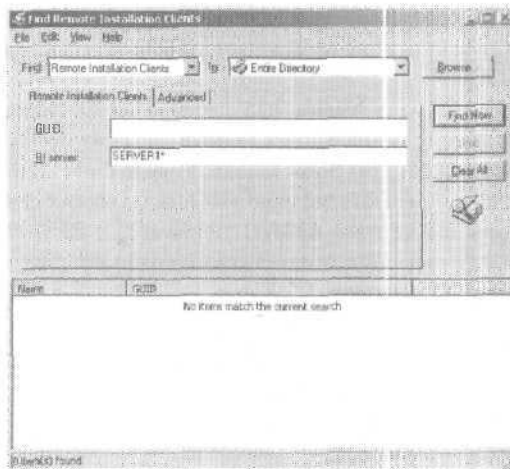 Find Remote Installation Clients
File Edit View Help
Find: Remote Installation Clients In: Entire Directory Browse...
Remote Installation Clients Advanced
GUID:
RI server: SERVER1*
Find Now
Clear All
Name GUID
No items match the current search
0 item(s) found